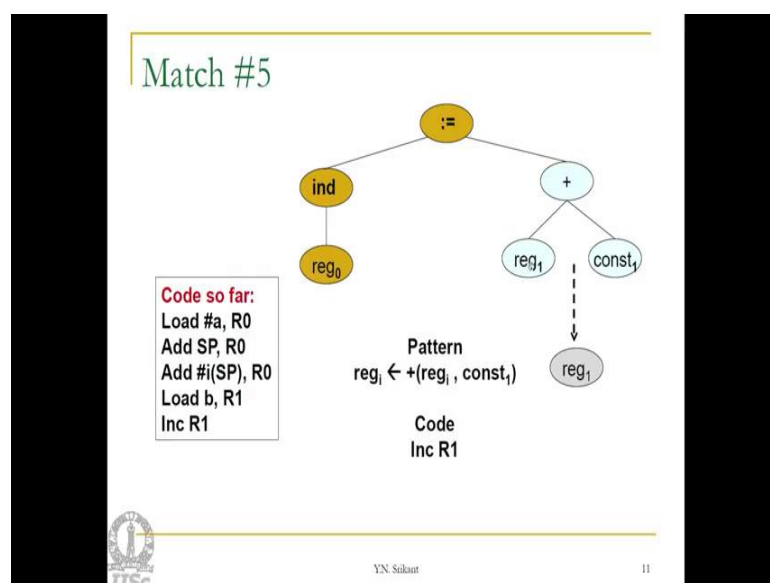 Match #5
:=
ind
+
reg₀
reg₁
const₁
Code so far:
Load #a, R0
Add SP, R0
Add #i(SP), R0
Load b, R1
Inc R1
Pattern
regᵢ ← +(regᵢ , const₁)
reg₁
Code
Inc R1
IISc
Y.N. Srikant
11